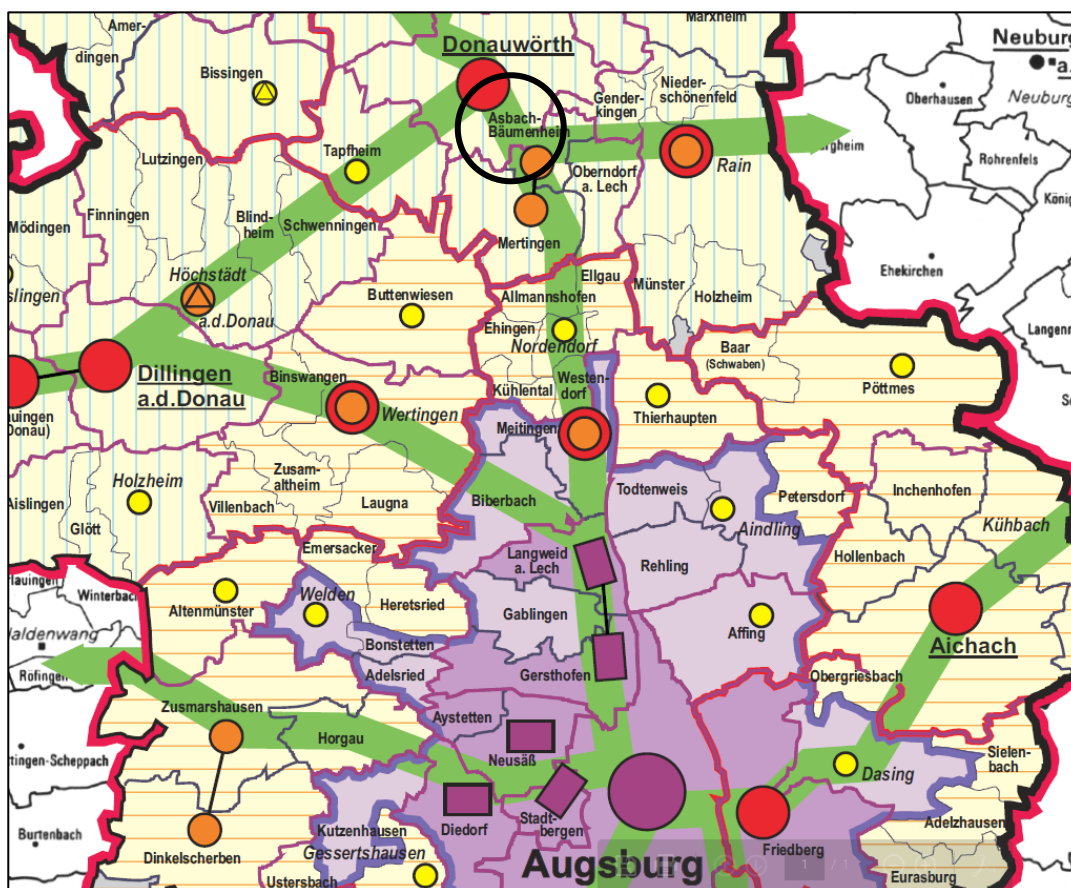 Amer-
dingen
Bissingen
Donauwörth
Marxheim
Neuburg
a.
Neuburg
Oberhausen
Rohrenfels
Ehekirchen
Gender-
kingen
Nieder-
schönenfeld
Asbach-
Bäumenheim
Tapfheim
Lutzingen
Oberndorf
a. Lech
Rain
Finningen
Blind-
heim
Schwenningen
Mödingen
Mertingen
Höchstädt
a.d.Donau
Buttenwiesen
Ellgau
Allmannshofen
Münster
Holzheim
Ehingen
Nordendorf
Baar
(Schwaben)
Pöttmes
Dillingen
a.d.Donau
Binswangen
Wertingen
Kühlental
Westen-
dorf
Thierhaupten
Meitingen
Holzheim
Zusam-
altheim
Aislingen
Glött
Villenbach
Laugna
Biberbach
Todtenweis
Aindling
Petersdorf
Inchenhofen
Kühbach
Emersacker
Langweid
a. Lech
Rehling
Hollenbach
Winterbach
Altenmünster
Welden
Heretsried
Gablingen
Affing
Aichach
Bonstetten
Adelsried
Gersthofen
Obergriesbach
Röfingen
Zusmarshausen
Horgau
Aystetten
Neusäß
Sielen-
bach
Dasing
Burtenbach
Dinkelscherben
Kutzenhausen
Gessertshausen
Diedorf
Stadt-
bergen
Friedberg
Adelzhausen
Augsburg
Ustersbach
Eurasburg